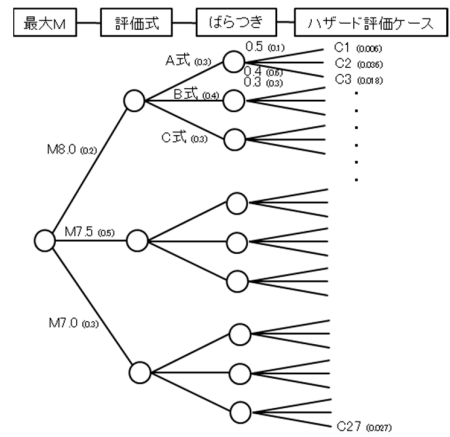 最大M 評価式 ばらつき ハザード評価ケース
0.5 (0.1) C1 (0.006)
A式 (0.3) C2 (0.036)
0.4 (0.6) C3 (0.018)
B式 (0.4) 0.3 (0.3)
C式 (0.3)
M8.0 (0.2)
M7.5 (0.5)
M7.0 (0.3)
C27 (0.027)